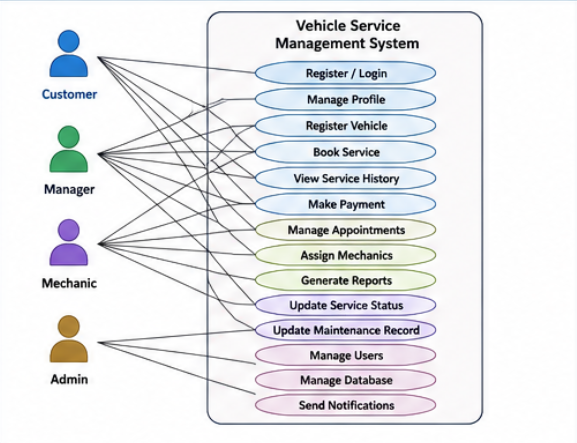 Vehicle Service
Management System
Customer
Manager
Mechanic
Admin
Register / Login
Manage Profile
Register Vehicle
Book Service
View Service History
Make Payment
Manage Appointments
Assign Mechanics
Generate Reports
Update Service Status
Update Maintenance Record
Manage Users
Manage Database
Send Notifications